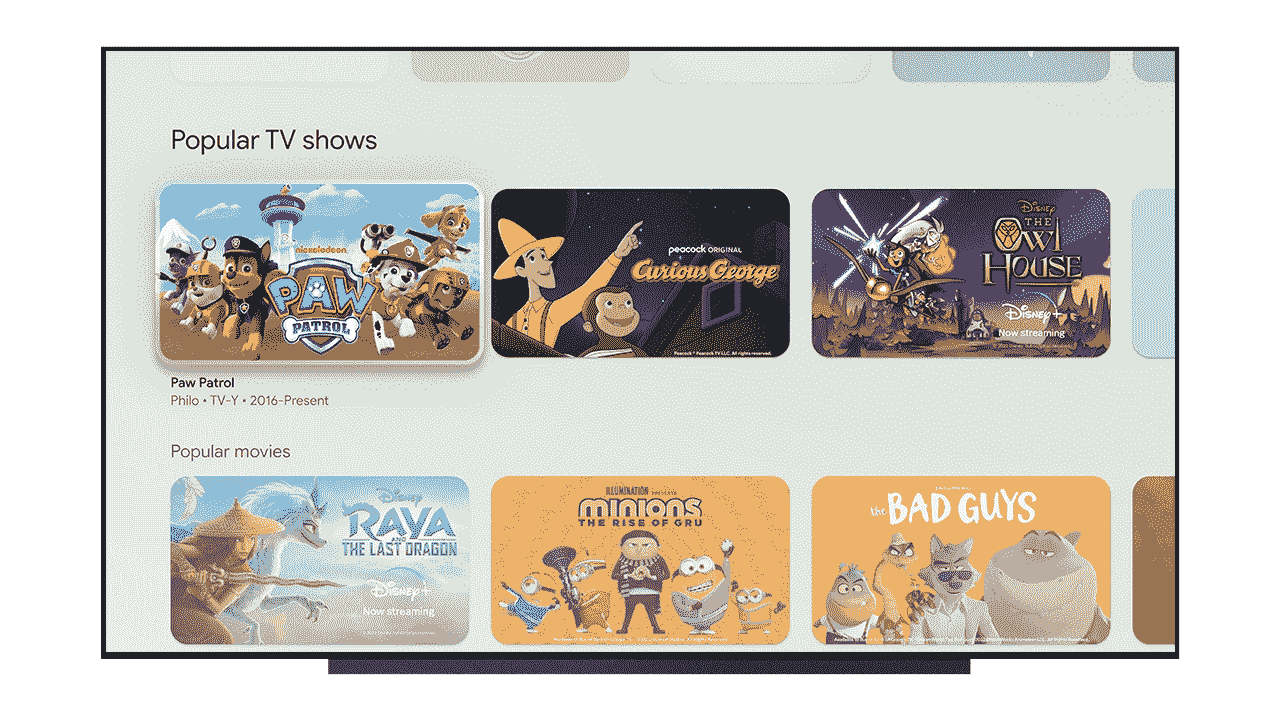 Popular TV shows
nickelodeon
PAW
PATROL
peacock ORIGINAL
Curious George
Peacock © Peacock TV LLC. All rights reserved.
Disney
THE
OWL
HOUSE
Disney+
Now streaming
Paw Patrol
Philo • TV-Y • 2016-Present
Popular movies
Disney
RAYA
AND
THE LAST DRAGON
Disney+
Now streaming
ILLUMINATION PRESENTS
minions
THE RISE OF GRU
the BAD GUYS